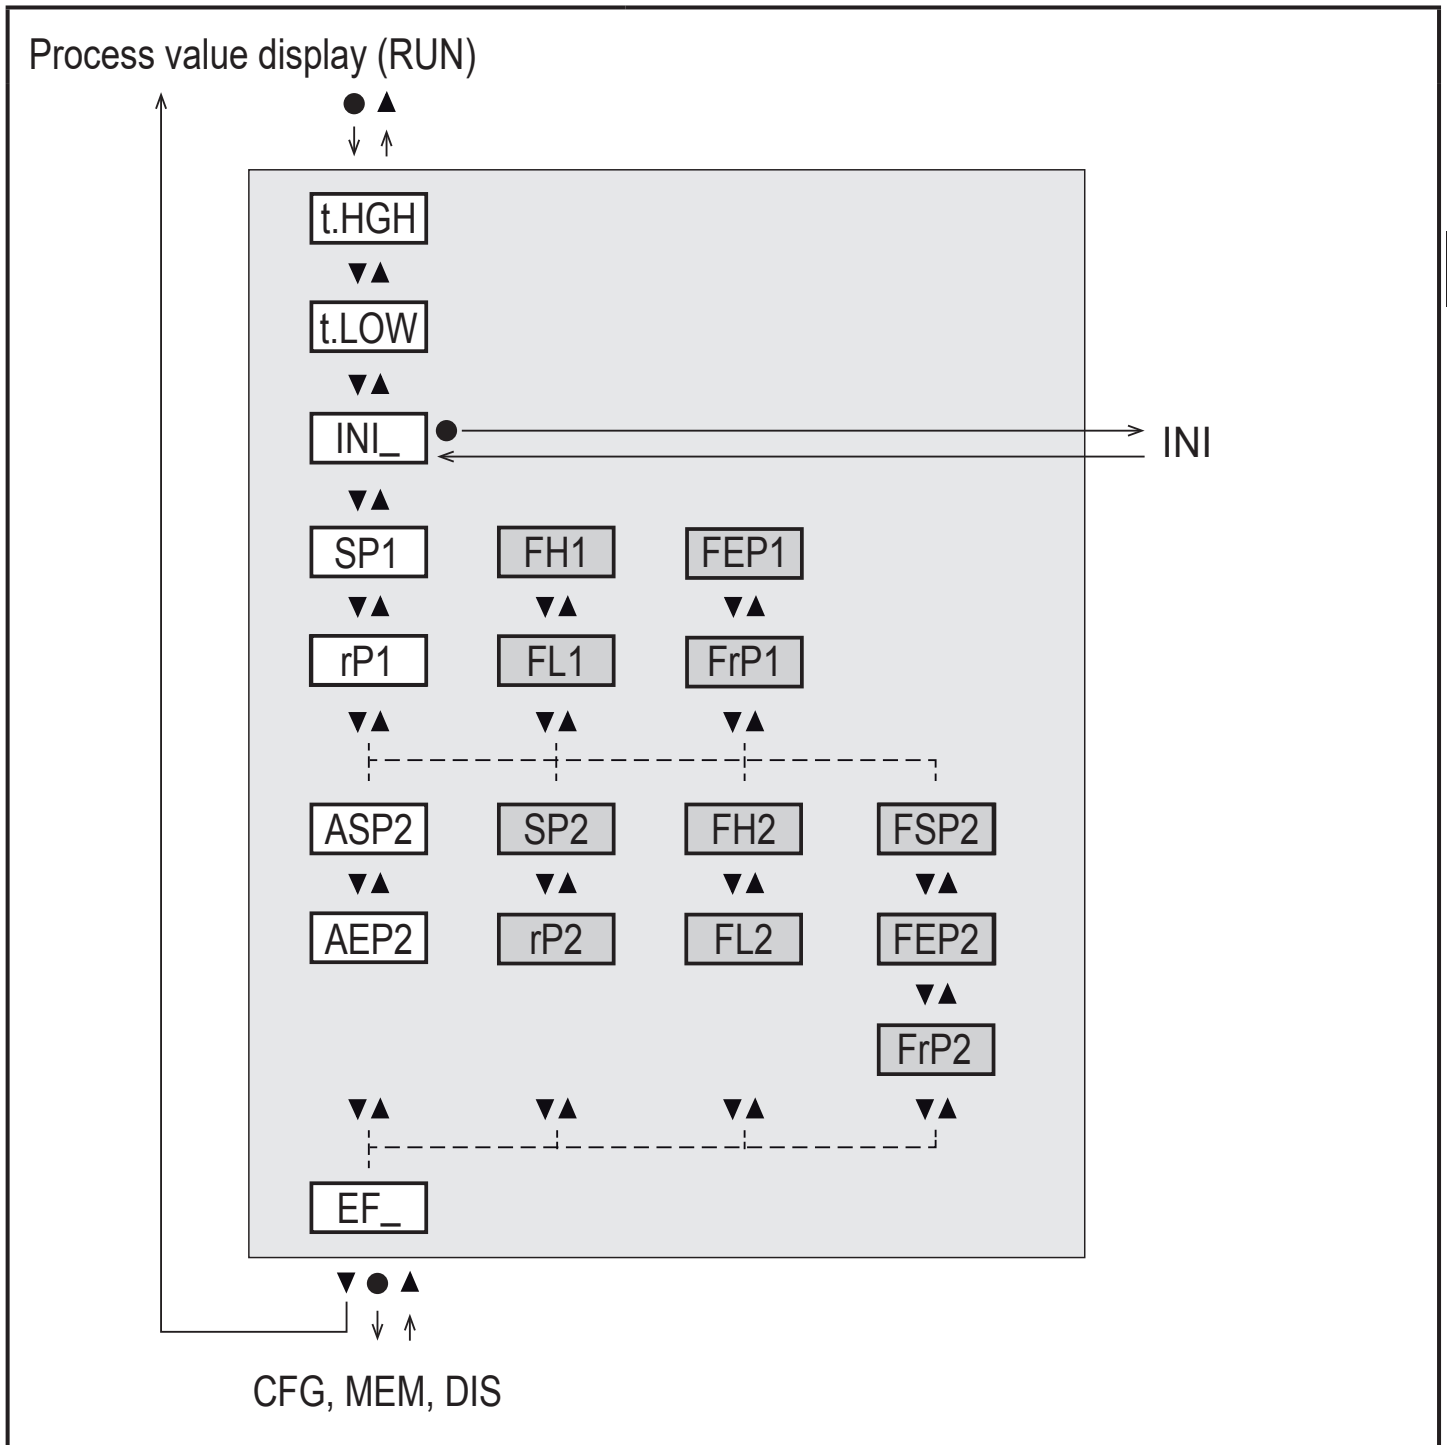 Process value display (RUN)
t.HGH
t.LOW
INI_
INI
SP1 FH1 FEP1
rP1 FL1 FrP1
ASP2 SP2 FH2 FSP2
AEP2 rP2 FL2 FEP2
FrP2
EF_
CFG, MEM, DIS